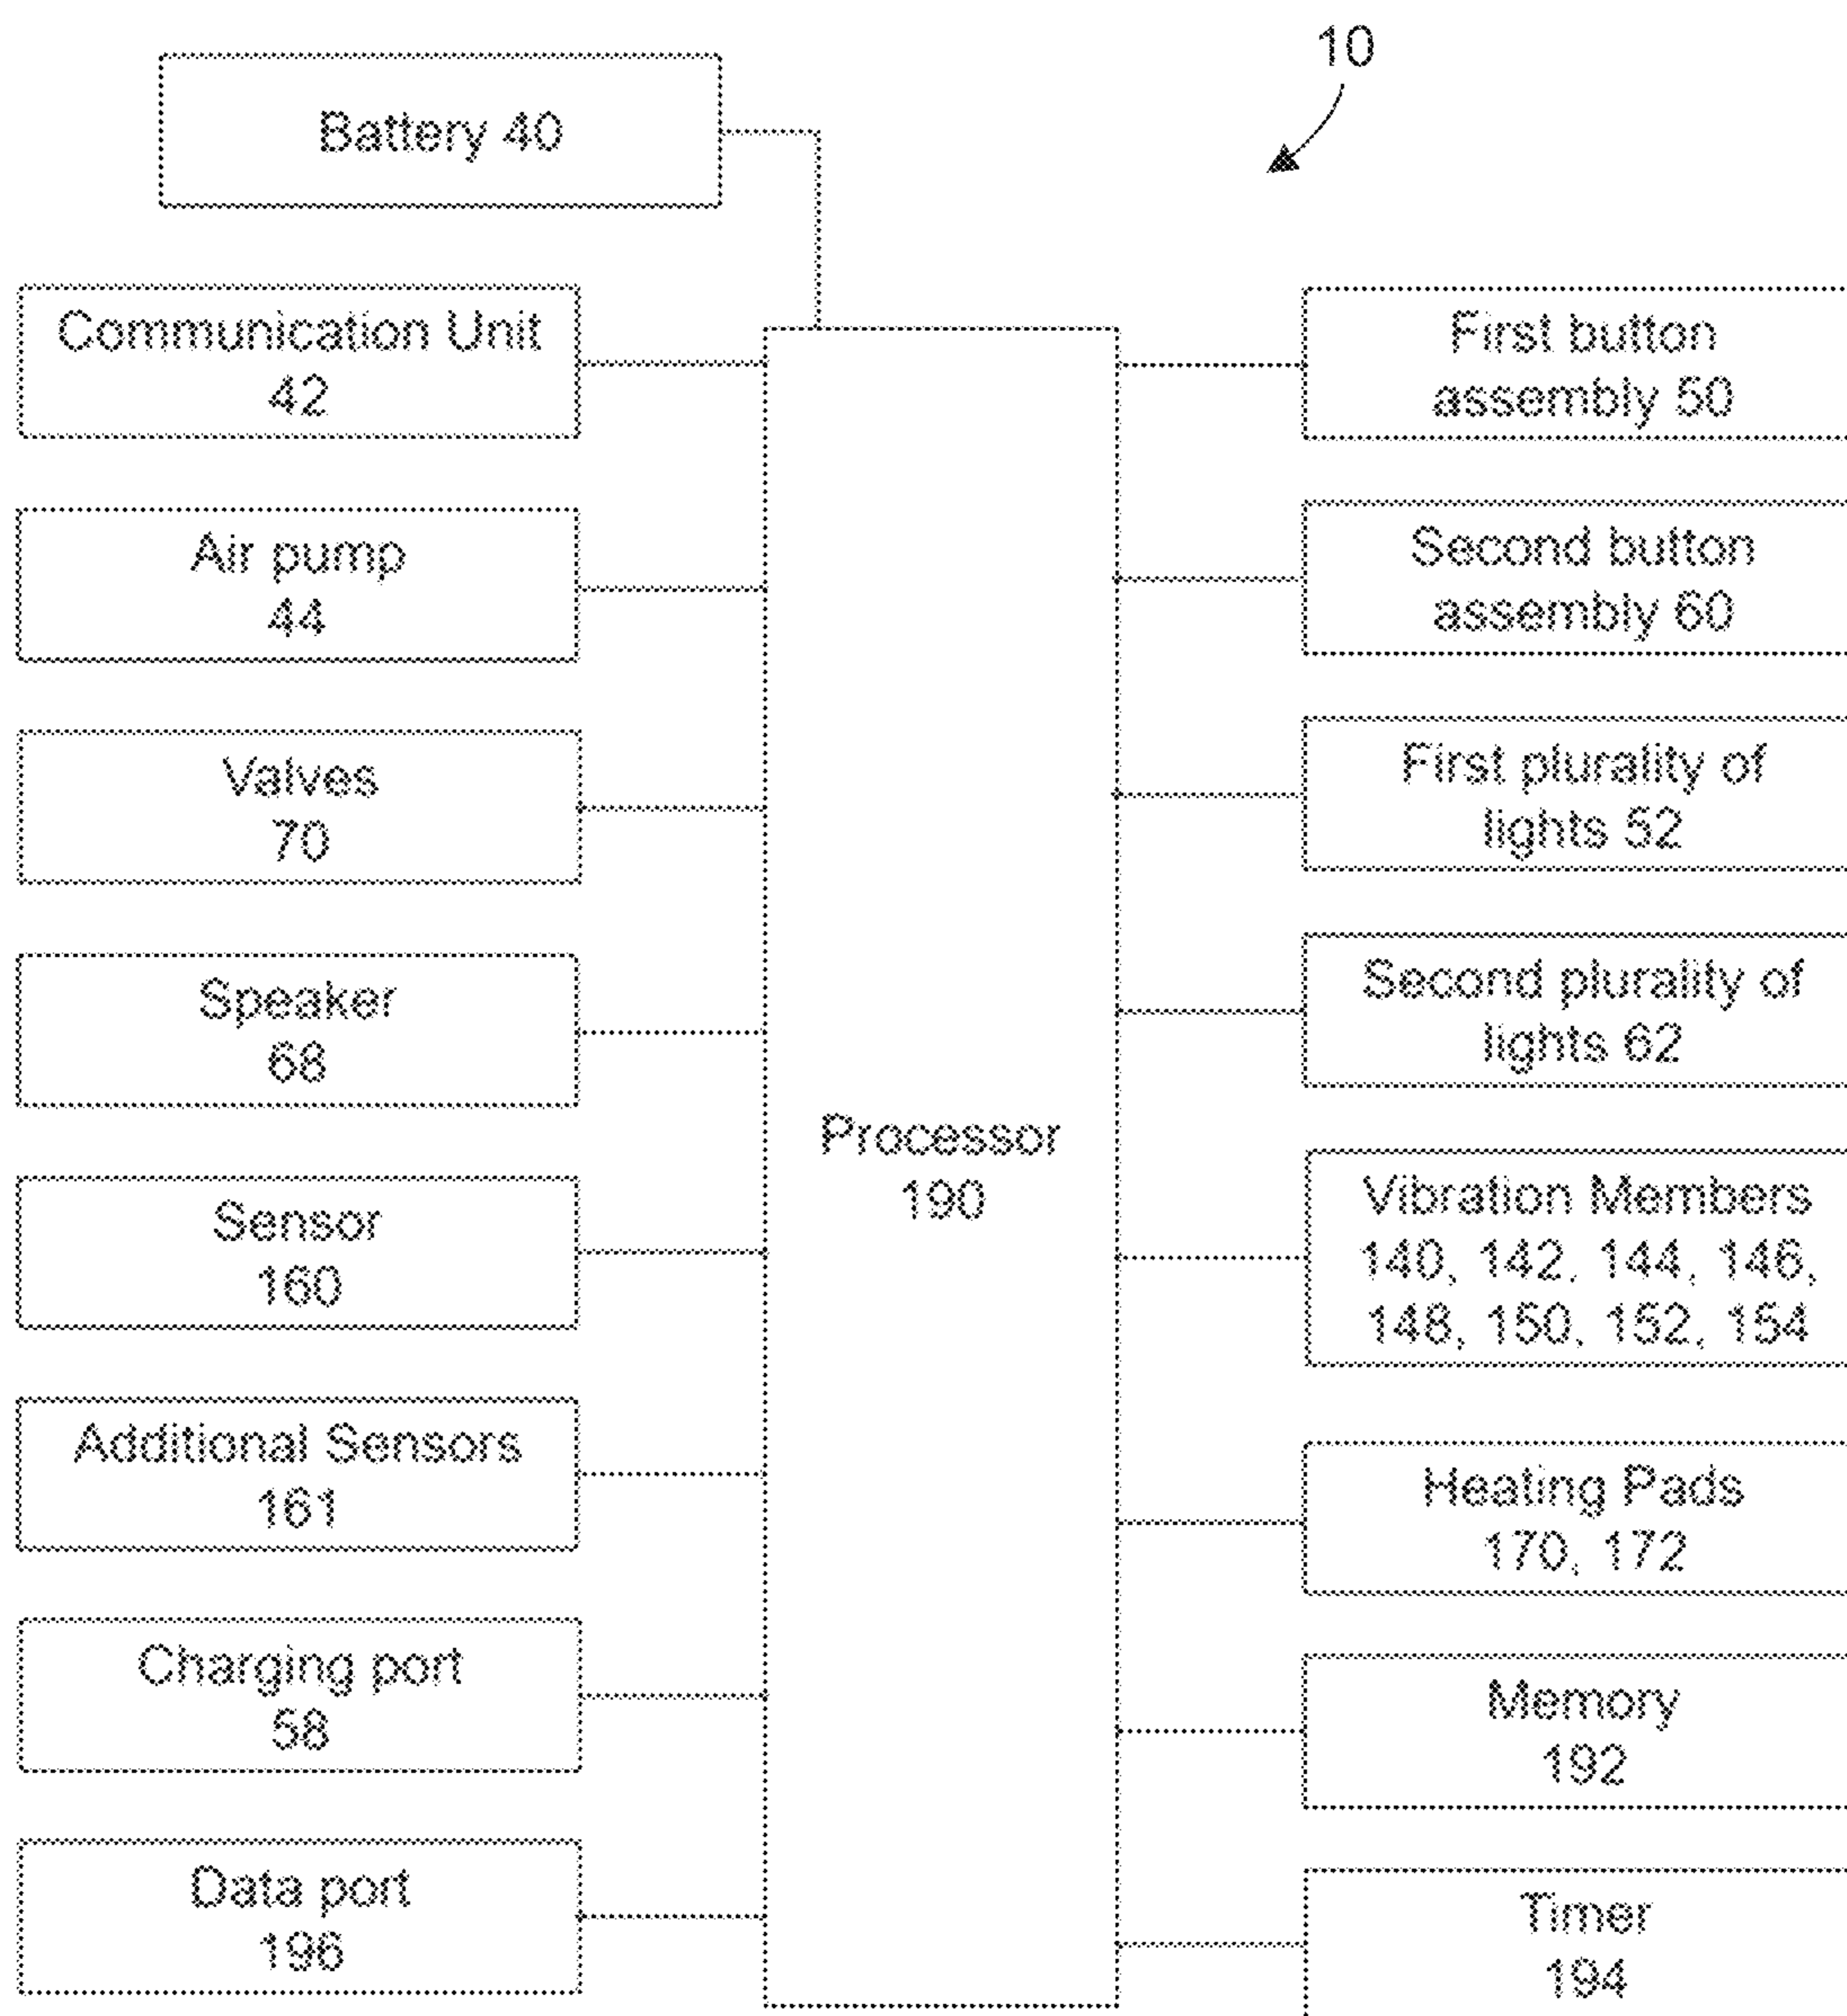 10
Battery 40
Communication Unit
42
Air pump
44
Valves
70
Speaker
68
Sensor
160
Additional Sensors
161
Charging port
58
Data port
196
Processor
190
First button
assembly 50
Second button
assembly 60
First plurality of
lights 52
Second plurality of
lights 62
Vibration Members
140, 142, 144, 146,
148, 150, 152, 154
Heating Pads
170, 172
Memory
192
Timer
194